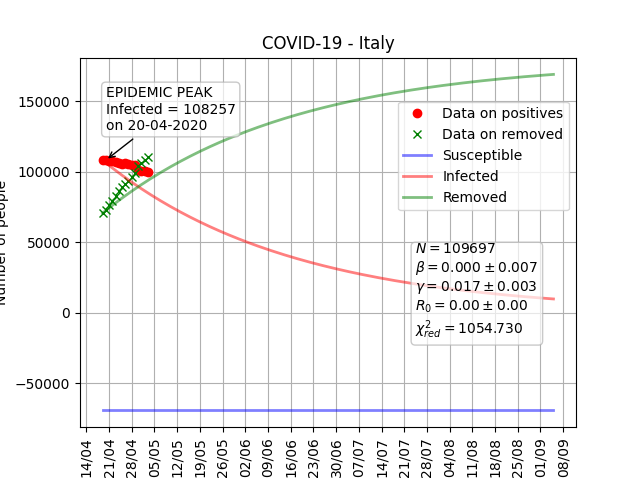 COVID-19 - Italy
EPIDEMIC PEAK
Infected = 108257
on 20-04-2020
Data on positives
Data on removed
Susceptible
Infected
Removed
N = 109697
β = 0.000 ± 0.007
γ = 0.017 ± 0.003
R₀ = 0.00 ± 0.00
χ²red = 1054.730
Number of people
150000
100000
50000
0
−50000
14/04
21/04
28/04
05/05
12/05
19/05
26/05
02/06
09/06
16/06
23/06
30/06
07/07
14/07
21/07
28/07
04/08
11/08
18/08
25/08
01/09
08/09